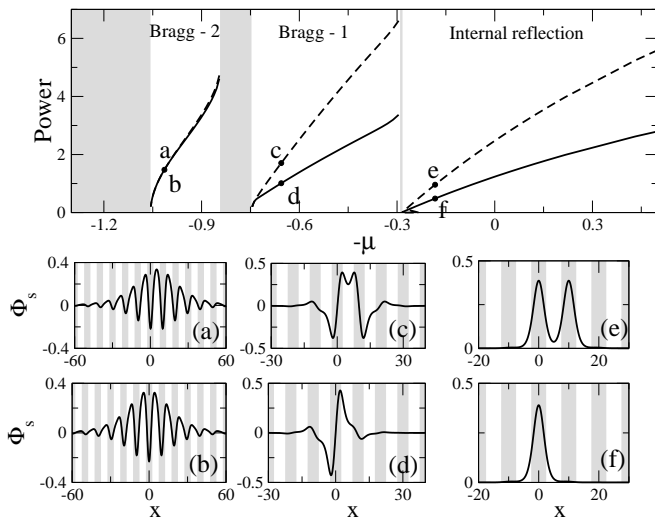 Bragg - 2 Bragg - 1 Internal reflection
Power
6
4
2
0
a
b
c
d
e
f
-1.2 -0.9 -0.6 -0.3 0 0.3
-μ
Φs
0.4
0
-0.4
(a)
-60 0 60
0.5
0
-0.5
(c)
0 30
0.5
0
(e)
-20 0 20
Φs
0.4
0
-0.4
(b)
-60 -30 0 30 60
x
0.5
0
-0.5
(d)
-30 0 30
x
0.5
0
(f)
-20 0 20
x